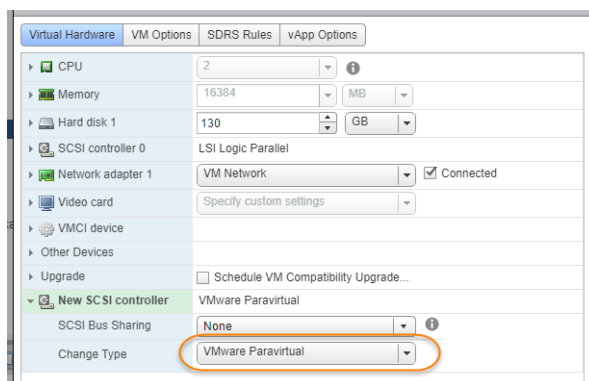 Virtual Hardware VM Options SDRS Rules vApp Options
CPU 2
Memory 16384 MB
Hard disk 1 130 GB
SCSI controller 0 LSI Logic Parallel
Network adapter 1 VM Network Connected
Video card Specify custom settings
VMCI device
Other Devices
Upgrade Schedule VM Compatibility Upgrade...
New SCSI controller VMware Paravirtual
SCSI Bus Sharing None
Change Type VMware Paravirtual